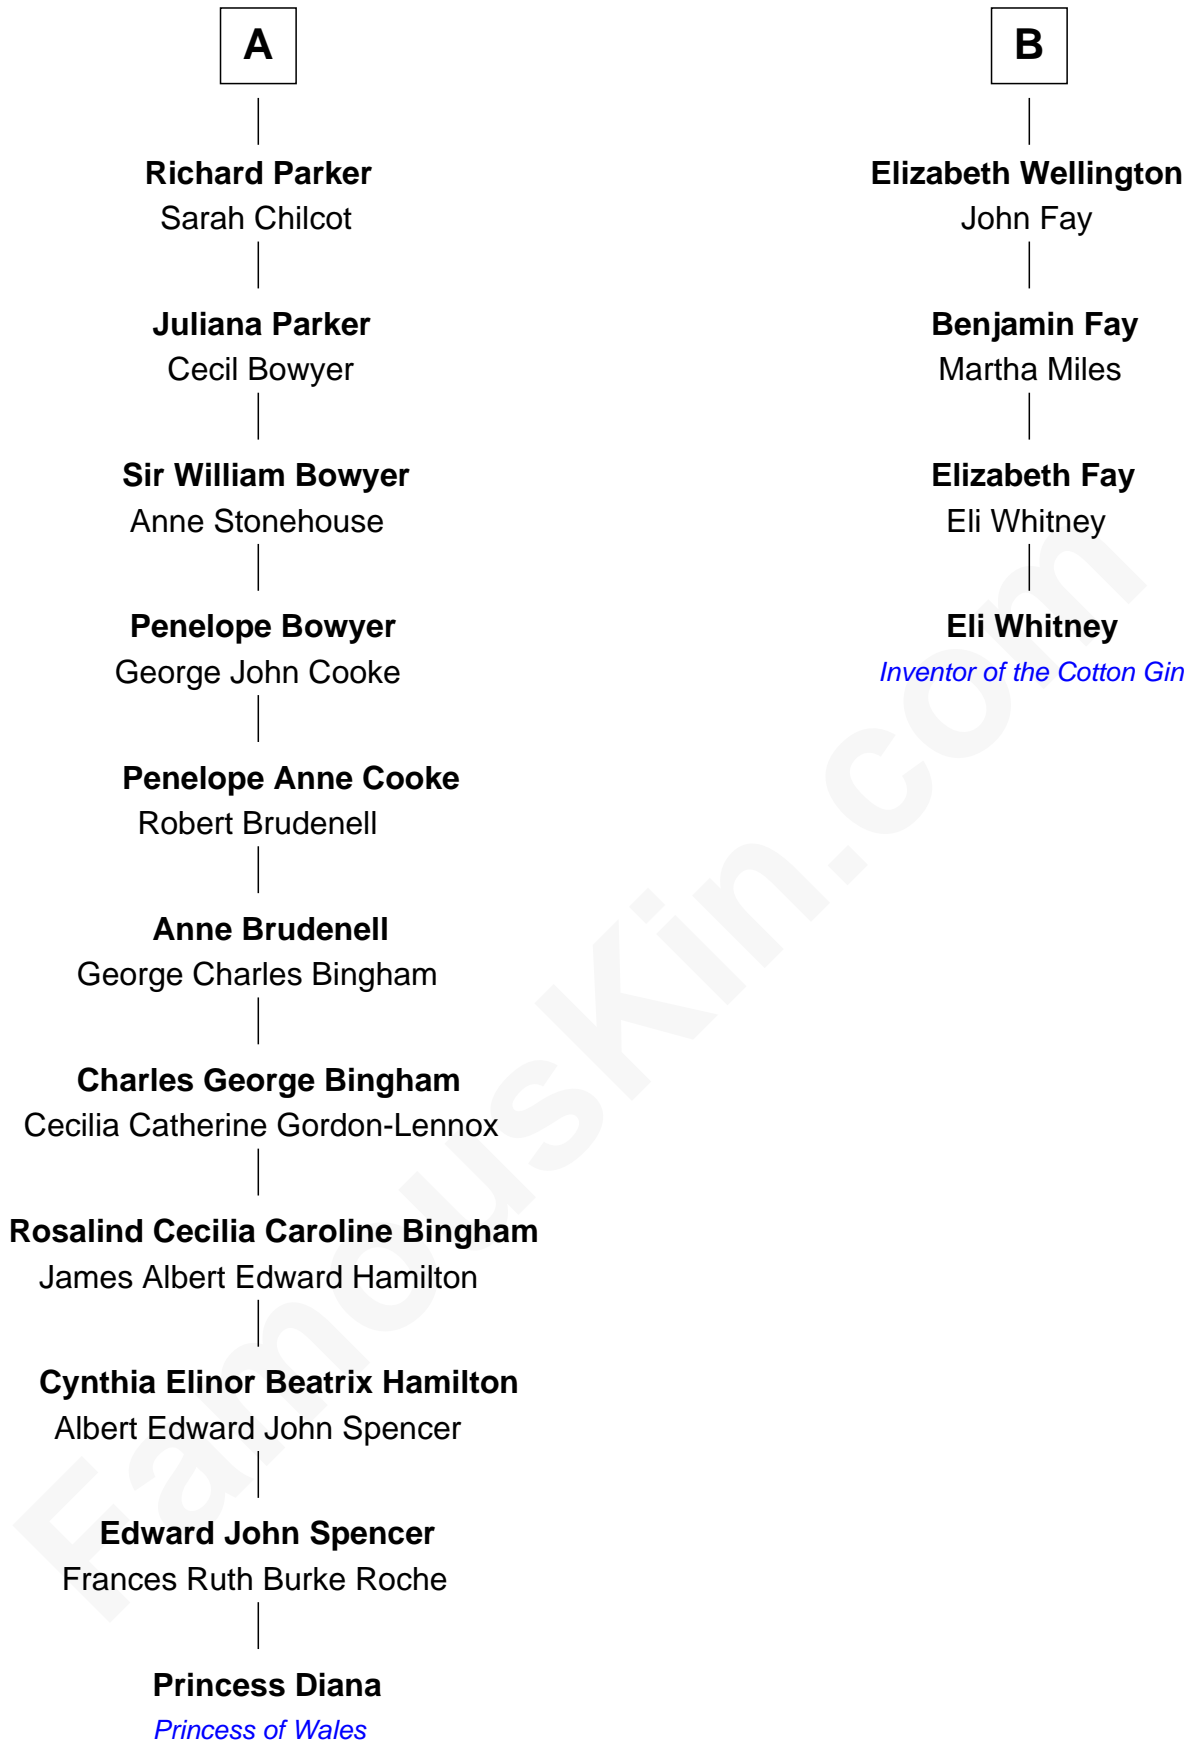 A
Richard Parker
Sarah Chilcot
Juliana Parker
Cecil Bowyer
Sir William Bowyer
Anne Stonehouse
Penelope Bowyer
George John Cooke
Penelope Anne Cooke
Robert Brudenell
Anne Brudenell
George Charles Bingham
Charles George Bingham
Cecilia Catherine Gordon-Lennox
Rosalind Cecilia Caroline Bingham
James Albert Edward Hamilton
Cynthia Elinor Beatrix Hamilton
Albert Edward John Spencer
Edward John Spencer
Frances Ruth Burke Roche
Princess Diana
Princess of Wales
B
Elizabeth Wellington
John Fay
Benjamin Fay
Martha Miles
Elizabeth Fay
Eli Whitney
Eli Whitney
Inventor of the Cotton Gin
FamousKin.com